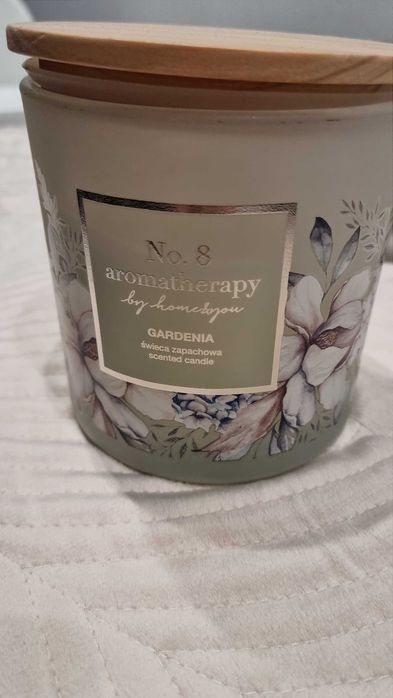 No. 8
aromatherapy
by home&you
GARDENIA
świeca zapachowa
scented candle